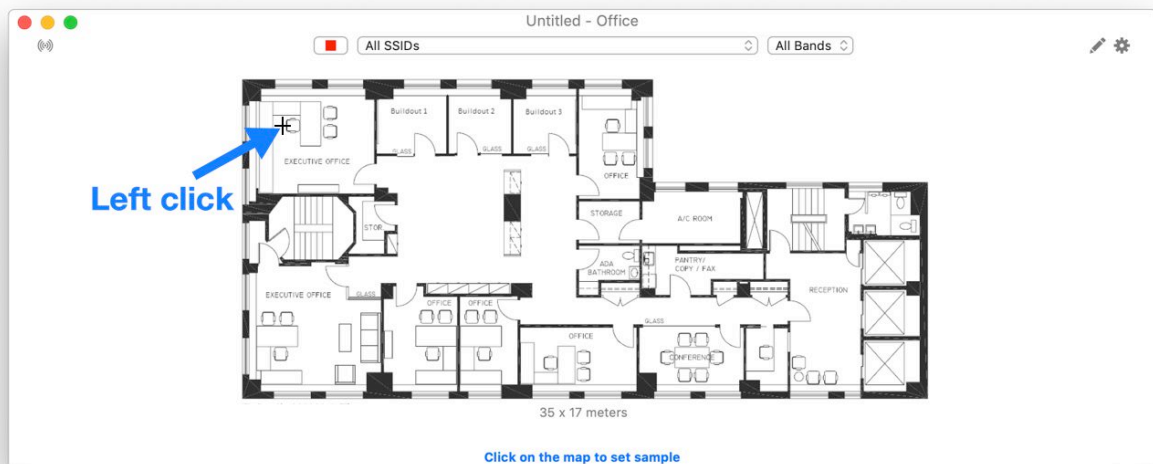 Untitled - Office
All SSIDs
All Bands
Buildout 1
Buildout 2
Buildout 3
GLASS
GLASS
GLASS
EXECUTIVE OFFICE
OFFICE
Left click
STOR.
STORAGE
A/C ROOM
ADA
BATHROOM
PANTRY/
COPY / FAX
EXECUTIVE OFFICE
GLASS
OFFICE
OFFICE
RECEPTION
GLASS
OFFICE
CONFERENCE
35 x 17 meters
Click on the map to set sample